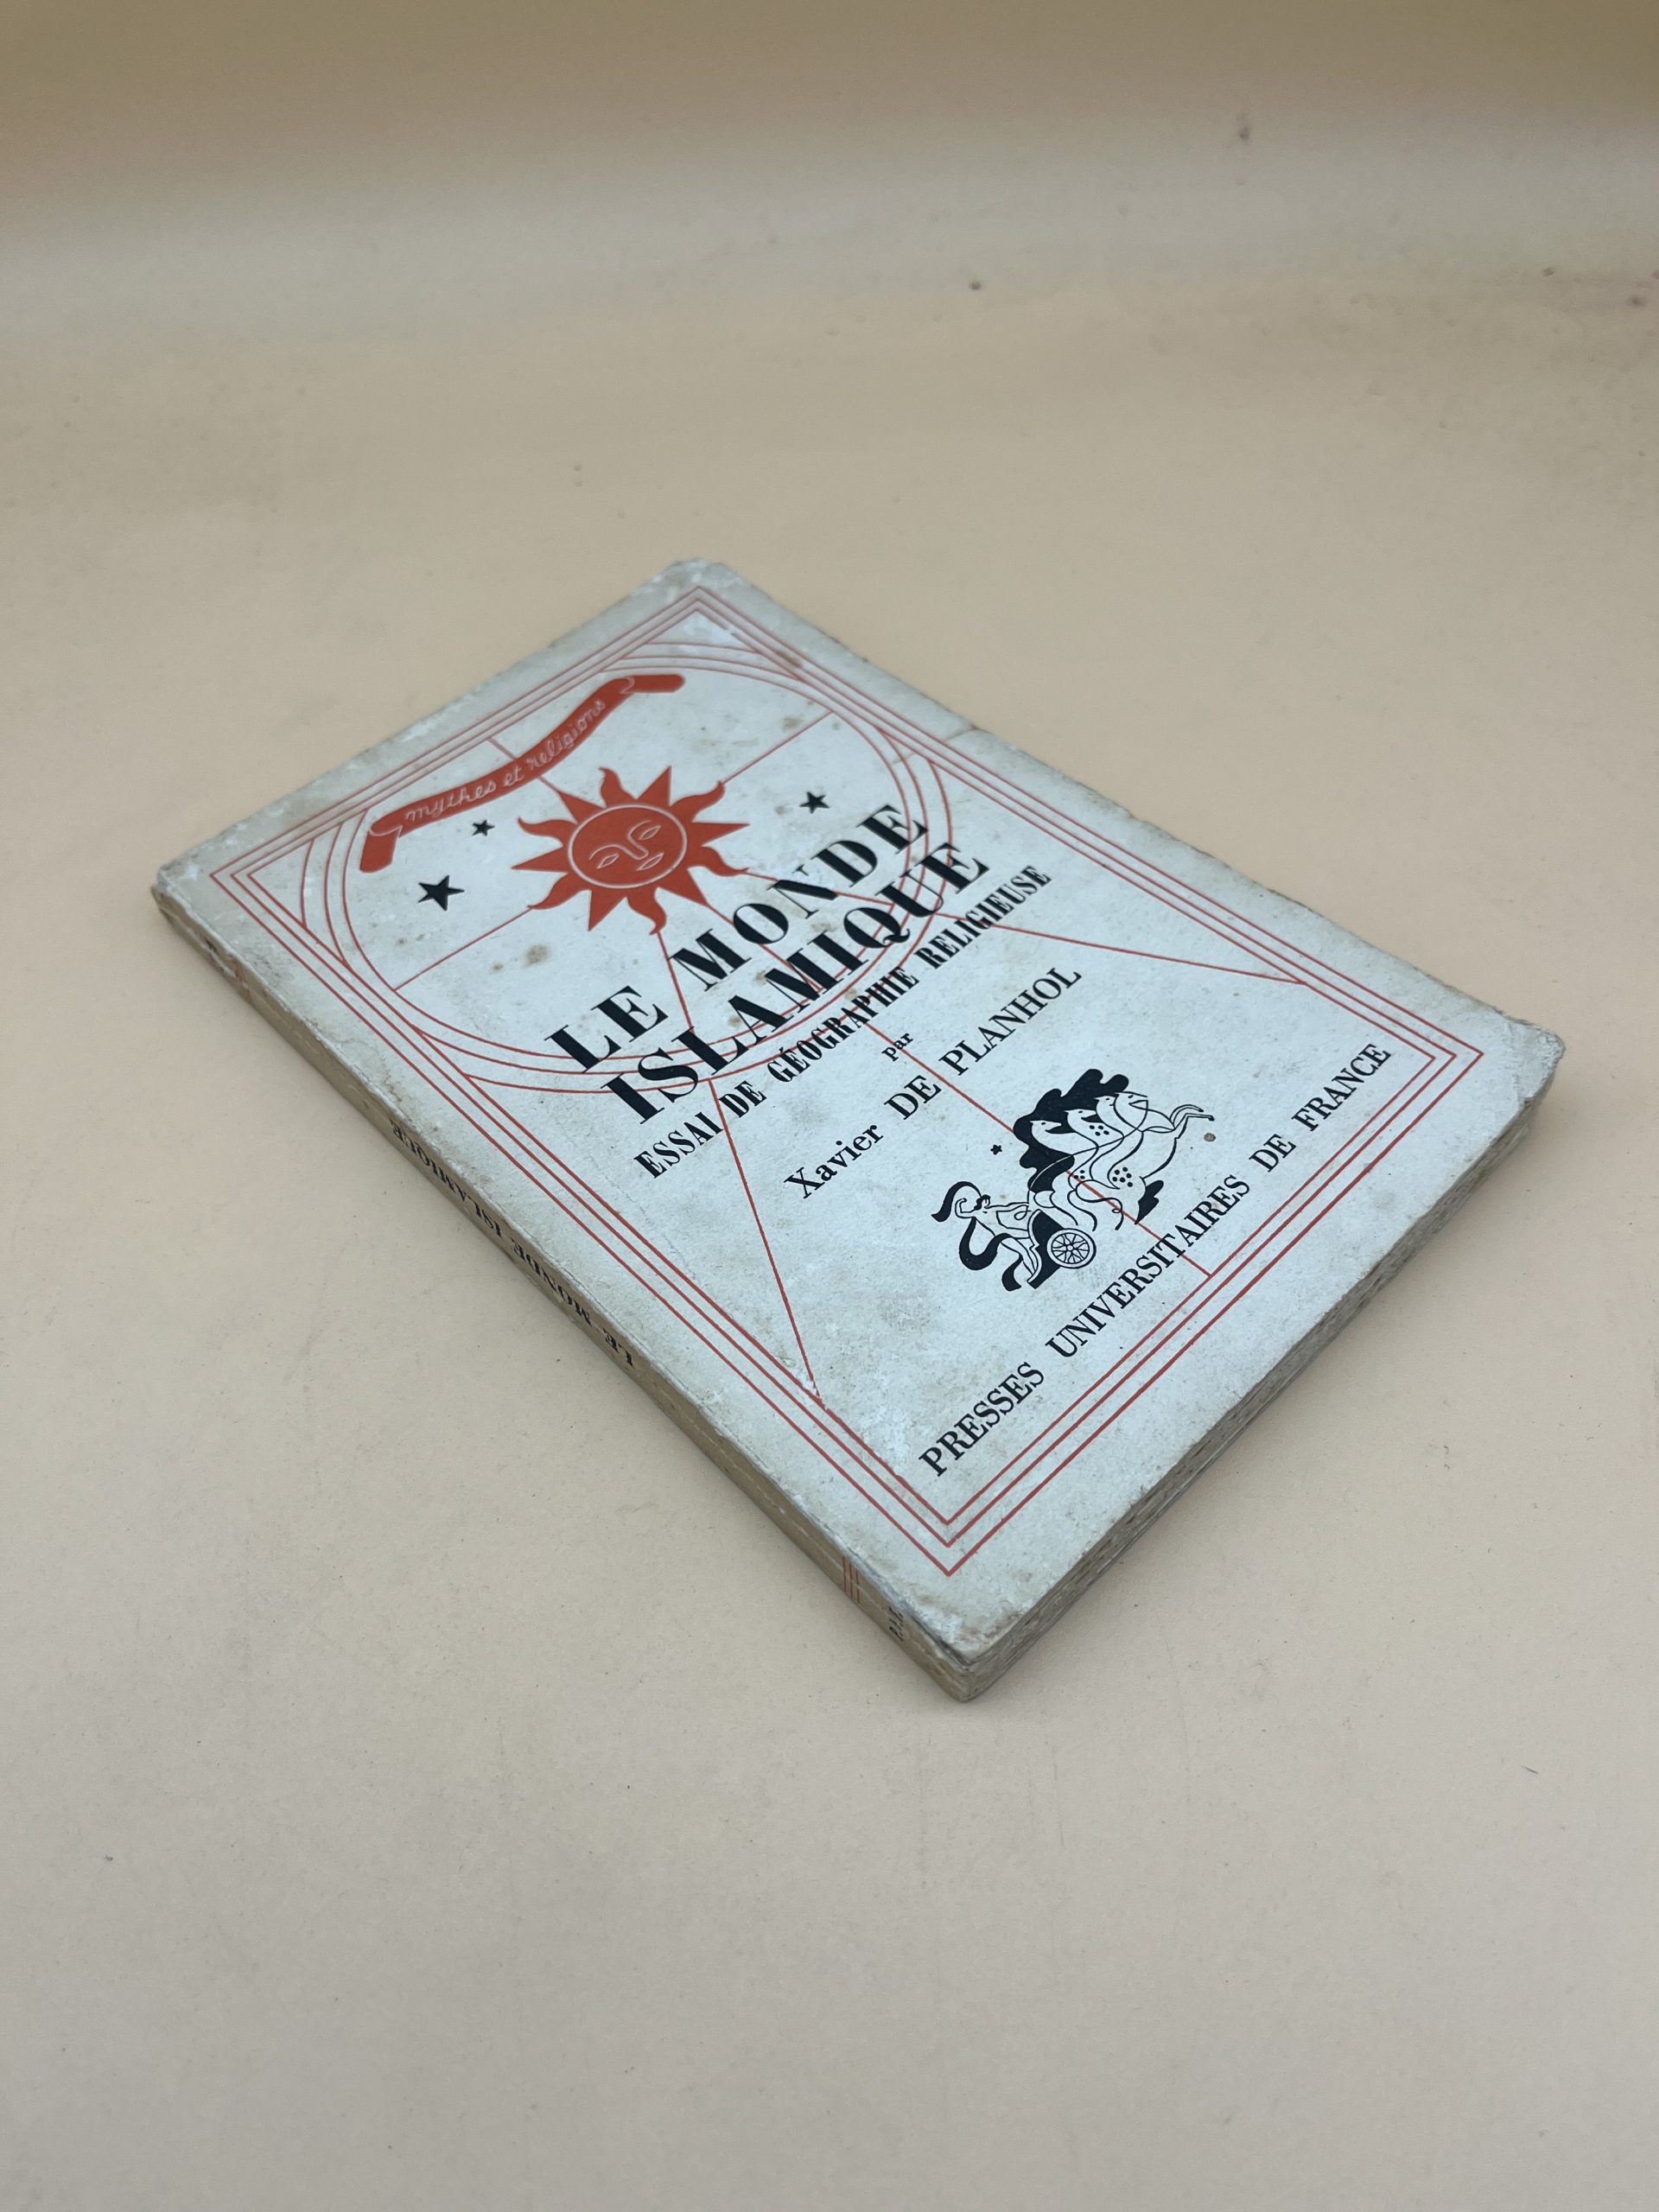 mythes et religions
LE MONDE
ISLAMIQUE
ESSAI DE GÉOGRAPHIE RELIGIEUSE
par
Xavier DE PLANHOL
PRESSES UNIVERSITAIRES DE FRANCE
LE MONDE ISLAMIQUE